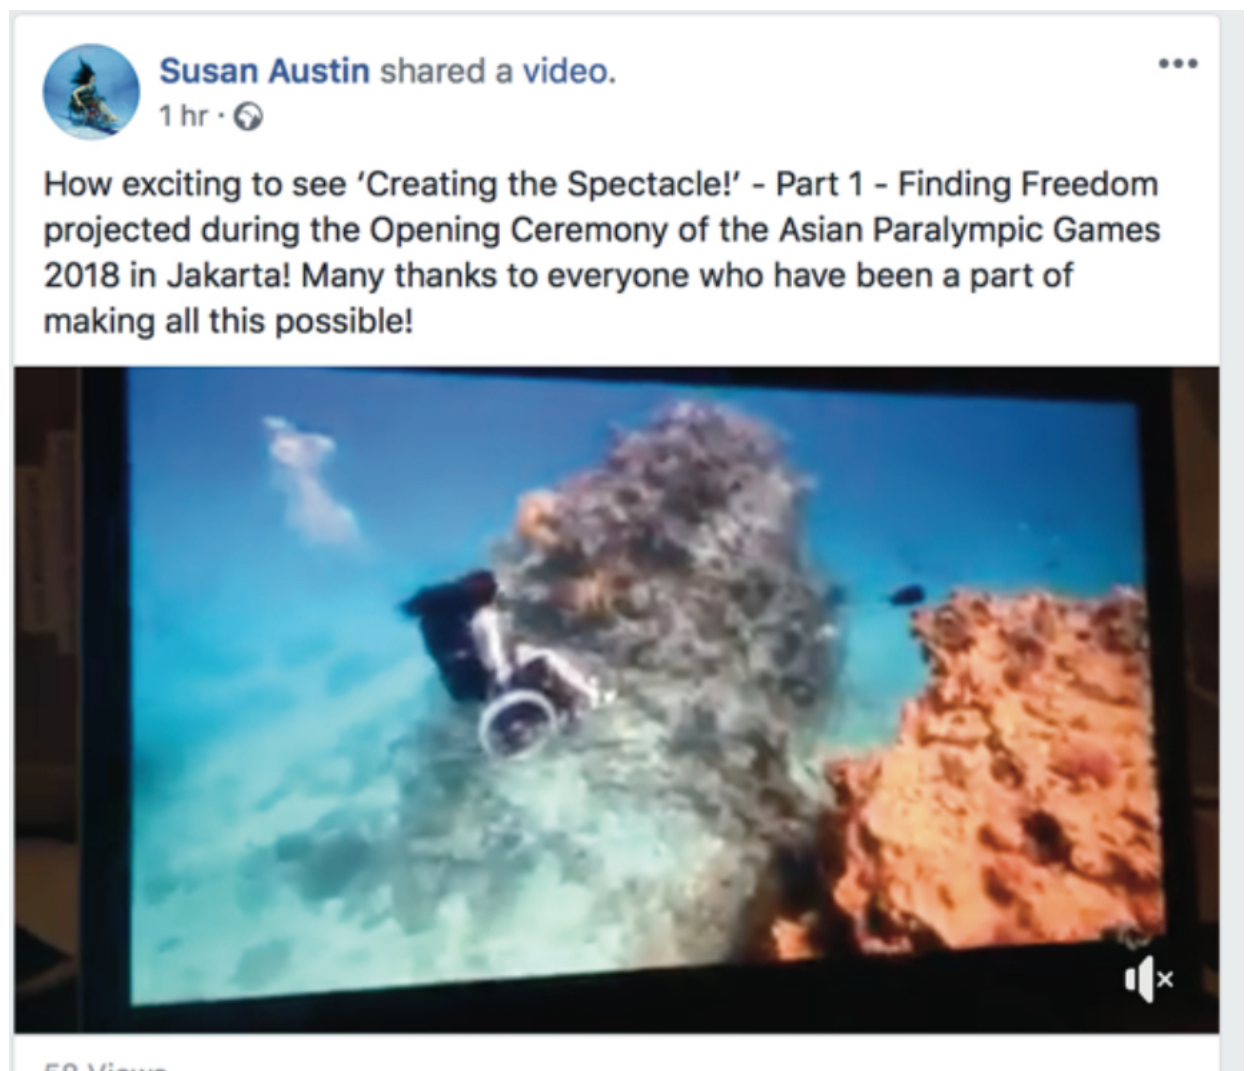 Susan Austin shared a video.
1 hr ·
How exciting to see ‘Creating the Spectacle!’ - Part 1 - Finding Freedom
projected during the Opening Ceremony of the Asian Paralympic Games
2018 in Jakarta! Many thanks to everyone who have been a part of
making all this possible!
58 Views